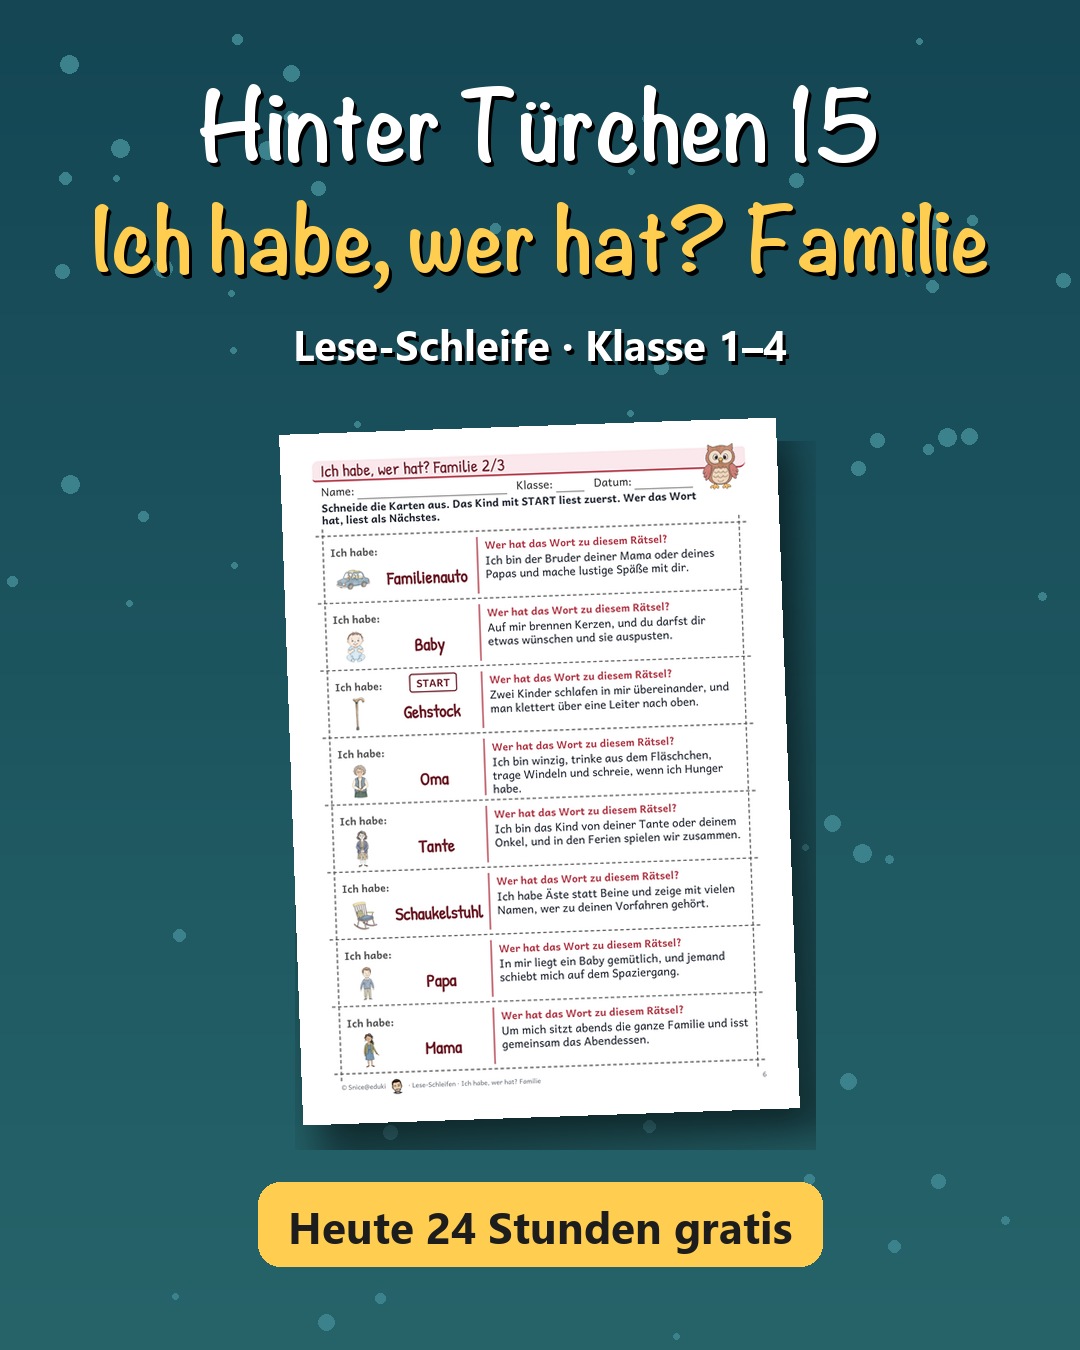 Hinter Türchen 15
Ich habe, wer hat? Familie
Lese-Schleife · Klasse 1–4
Ich habe, wer hat? Familie 2/3
Name: Klasse: Datum:
Schneide die Karten aus. Das Kind mit START liest zuerst. Wer das Wort
hat, liest als Nächstes.
Ich habe:
Familienauto
Wer hat das Wort zu diesem Rätsel?
Ich bin der Bruder deiner Mama oder deines
Papas und mache lustige Späße mit dir.
Ich habe:
Baby
Wer hat das Wort zu diesem Rätsel?
Auf mir brennen Kerzen, und du darfst dir
etwas wünschen und sie auspusten.
Ich habe:
START
Gehstock
Wer hat das Wort zu diesem Rätsel?
Zwei Kinder schlafen in mir übereinander, und
man klettert über eine Leiter nach oben.
Ich habe:
Oma
Wer hat das Wort zu diesem Rätsel?
Ich bin winzig, trinke aus dem Fläschchen,
trage Windeln und schreie, wenn ich Hunger
habe.
Ich habe:
Tante
Wer hat das Wort zu diesem Rätsel?
Ich bin das Kind von deiner Tante oder deinem
Onkel, und in den Ferien spielen wir zusammen.
Ich habe:
Schaukelstuhl
Wer hat das Wort zu diesem Rätsel?
Ich habe Äste statt Beine und zeige mit vielen
Namen, wer zu deinen Vorfahren gehört.
Ich habe:
Papa
Wer hat das Wort zu diesem Rätsel?
In mir liegt ein Baby gemütlich, und jemand
schiebt mich auf dem Spaziergang.
Ich habe:
Mama
Wer hat das Wort zu diesem Rätsel?
Um mich sitzt abends die ganze Familie und isst
gemeinsam das Abendessen.
© Snice@eduki · Lese-Schleifen · Ich habe, wer hat? Familie
6
Heute 24 Stunden gratis